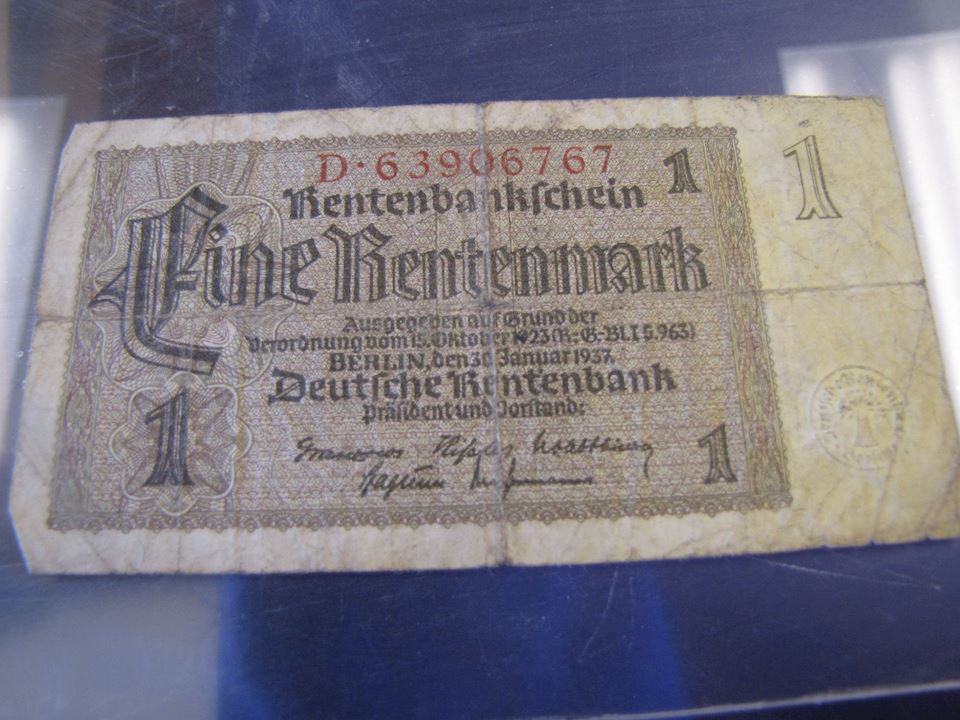 D·63906767
1
1
Rentenbankschein
Eine Rentenmark
Ausgegeben auf Grund der
Verordnung vom 15. Oktober 1923 (R.-G-Bl. I S. 963)
BERLIN, den 30. Januar 1937.
Deutsche Rentenbank
Präsident und Vorstand:
1
1